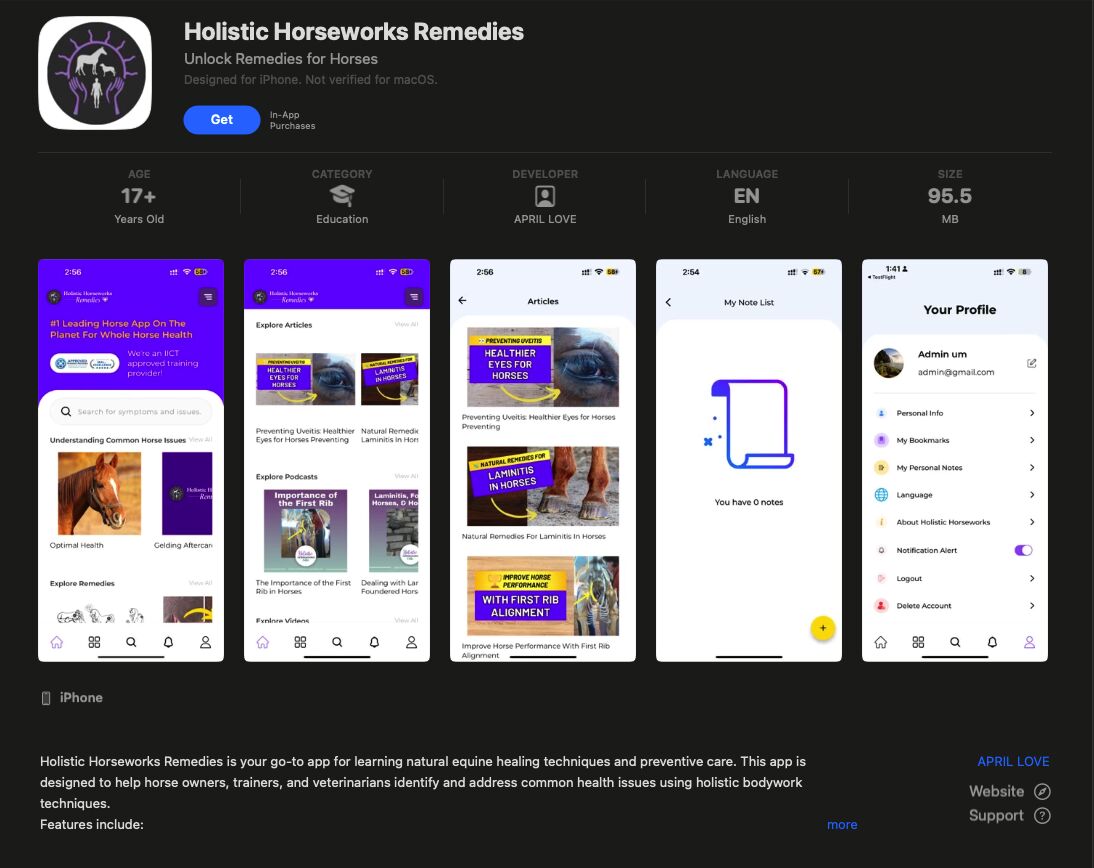 Holistic Horseworks Remedies
Unlock Remedies for Horses
Designed for iPhone. Not verified for macOS.
Get
In-App
Purchases
AGE
17+
Years Old
CATEGORY
Education
DEVELOPER
APRIL LOVE
LANGUAGE
EN
English
SIZE
95.5
MB
2:56
58
Holistic Horseworks
Remedies
#1 Leading Horse App On The
Planet For Whole Horse Health
We're an IICT
approved training
provider!
Search for symptoms and issues.
Understanding Common Horse Issues View All
Optimal Health
Gelding Aftercare
Explore Remedies View All
2:56
58
Holistic Horseworks
Remedies
Explore Articles View All
PREVENTING UVEITIS
HEALTHIER
EYES FOR
HORSES
NATURAL REMEDIES FOR
LAMINITIS
IN HORSES
Preventing Uveitis: Healthier
Eyes for Horses Preventing
Natural Remedie
Laminitis In Hors
Explore Podcasts View All
Importance of
the First Rib
Laminitis, Fo
Horses, & Ho
The Importance of the First
Rib in Horses
Dealing with Lar
Foundered Horse
Explore Videos View All
2:56
58
Articles
PREVENTING UVEITIS
HEALTHIER
EYES FOR
HORSES
Preventing Uveitis: Healthier Eyes for Horses
Preventing
NATURAL REMEDIES FOR
LAMINITIS
IN HORSES
Natural Remedies For Laminitis In Horses
IMPROVE HORSE
PERFORMANCE
WITH FIRST RIB
ALIGNMENT
Improve Horse Performance With First Rib
Alignment
2:54
67
My Note List
You have 0 notes
+
1:41
TestFlight
8
Your Profile
Admin um
admin@gmail.com
Personal Info
My Bookmarks
My Personal Notes
Language
About Holistic Horseworks
Notification Alert
Logout
Delete Account
iPhone
Holistic Horseworks Remedies is your go-to app for learning natural equine healing techniques and preventive care. This app is
designed to help horse owners, trainers, and veterinarians identify and address common health issues using holistic bodywork
techniques.
Features include:
more
APRIL LOVE
Website
Support